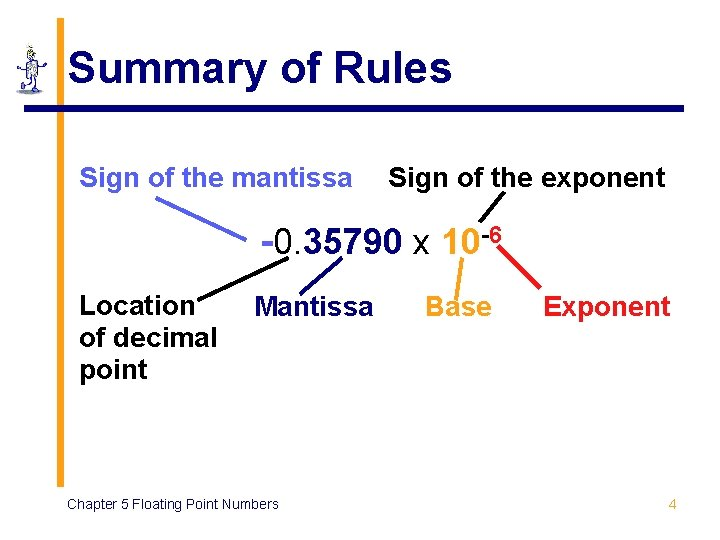 Summary of Rules
Sign of the mantissa Sign of the exponent
-0. 35790 x 10-6
Location
of decimal
point
Mantissa Base Exponent
Chapter 5 Floating Point Numbers 4